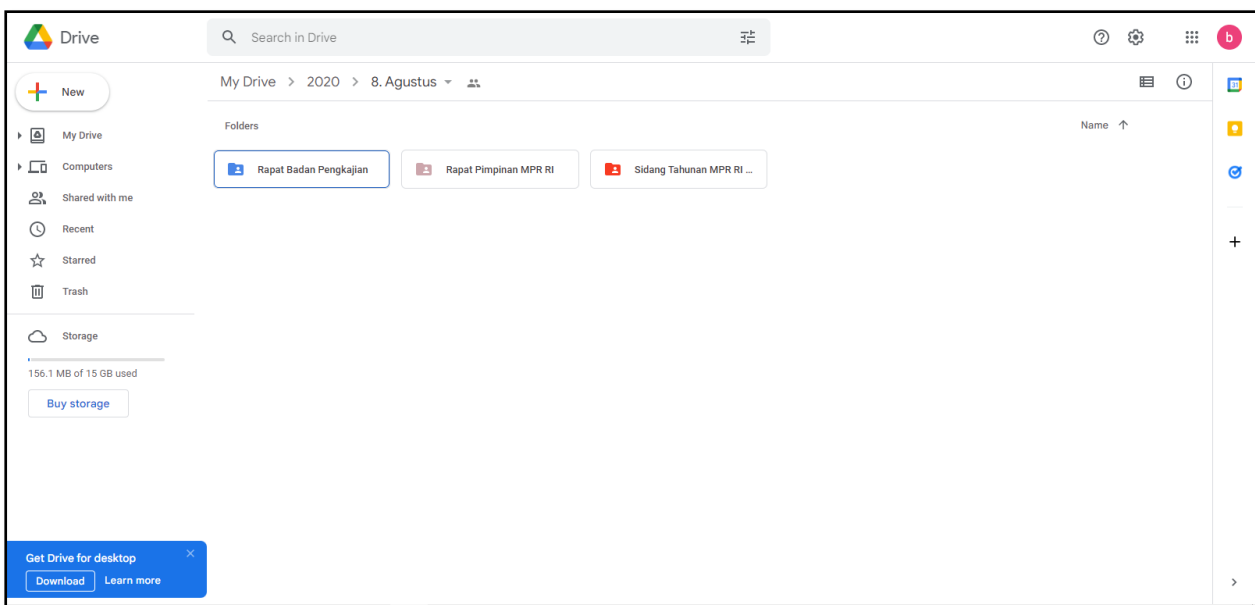 Drive
Search in Drive
b
New
My Drive > 2020 > 8. Agustus
31
My Drive
Computers
Shared with me
Recent
Starred
Trash
Storage
156.1 MB of 15 GB used
Buy storage
Folders
Name
Rapat Badan Pengkajian
Rapat Pimpinan MPR RI
Sidang Tahunan MPR RI ...
Get Drive for desktop
Download
Learn more